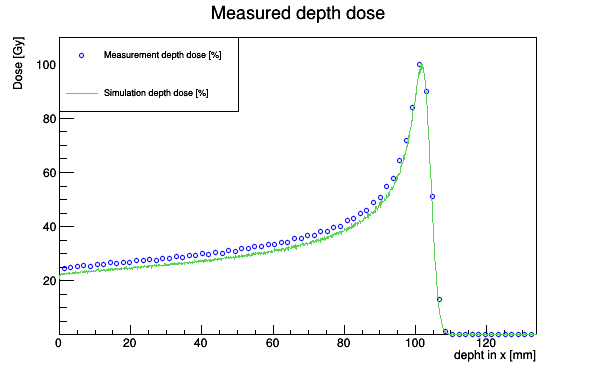 Measured depth dose
Dose [Gy]
Measurement depth dose [%]
Simulation depth dose [%]
100
80
60
40
20
0 20 40 60 80 100 120
depht in x [mm]